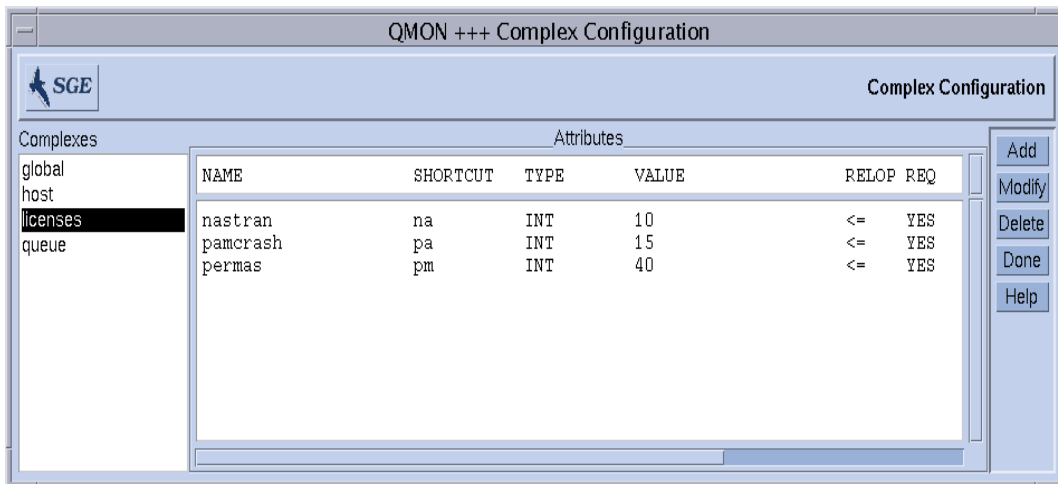 QMON +++ Complex Configuration
SGE
Complex Configuration
Complexes
Attributes
global
host
licenses
queue
NAME SHORTCUT TYPE VALUE RELOP REQ
nastran na INT 10 <= YES
pamcrash pa INT 15 <= YES
permas pm INT 40 <= YES
Add
Modify
Delete
Done
Help